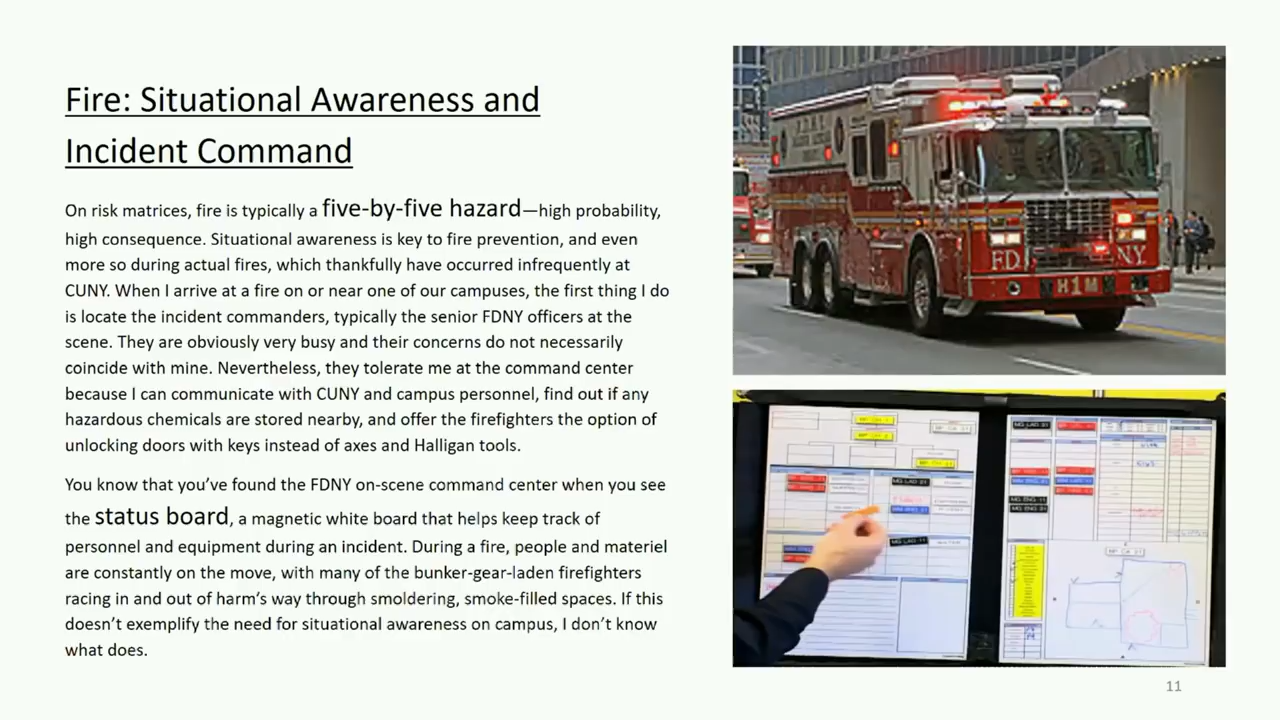 Fire: Situational Awareness and
Incident Command
On risk matrices, fire is typically a five-by-five hazard—high probability,
high consequence. Situational awareness is key to fire prevention, and even
more so during actual fires, which thankfully have occurred infrequently at
CUNY. When I arrive at a fire on or near one of our campuses, the first thing I do
is locate the incident commanders, typically the senior FDNY officers at the
scene. They are obviously very busy and their concerns do not necessarily
coincide with mine. Nevertheless, they tolerate me at the command center
because I can communicate with CUNY and campus personnel, find out if any
hazardous chemicals are stored nearby, and offer the firefighters the option of
unlocking doors with keys instead of axes and Halligan tools.
You know that you’ve found the FDNY on-scene command center when you see
the status board, a magnetic white board that helps keep track of
personnel and equipment during an incident. During a fire, people and materiel
are constantly on the move, with many of the bunker-gear-laden firefighters
racing in and out of harm’s way through smoldering, smoke-filled spaces. If this
doesn’t exemplify the need for situational awareness on campus, I don’t know
what does.
FD NY
H1M
11